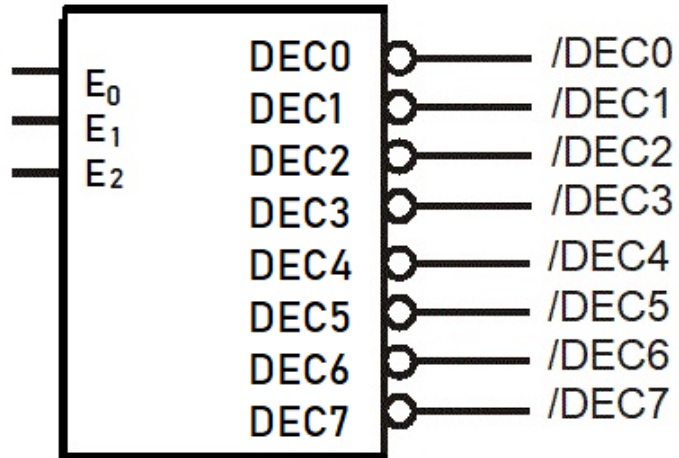 DEC0 /DEC0
E0 DEC1 /DEC1
E1 DEC2 /DEC2
E2 DEC3 /DEC3
DEC4 /DEC4
DEC5 /DEC5
DEC6 /DEC6
DEC7 /DEC7